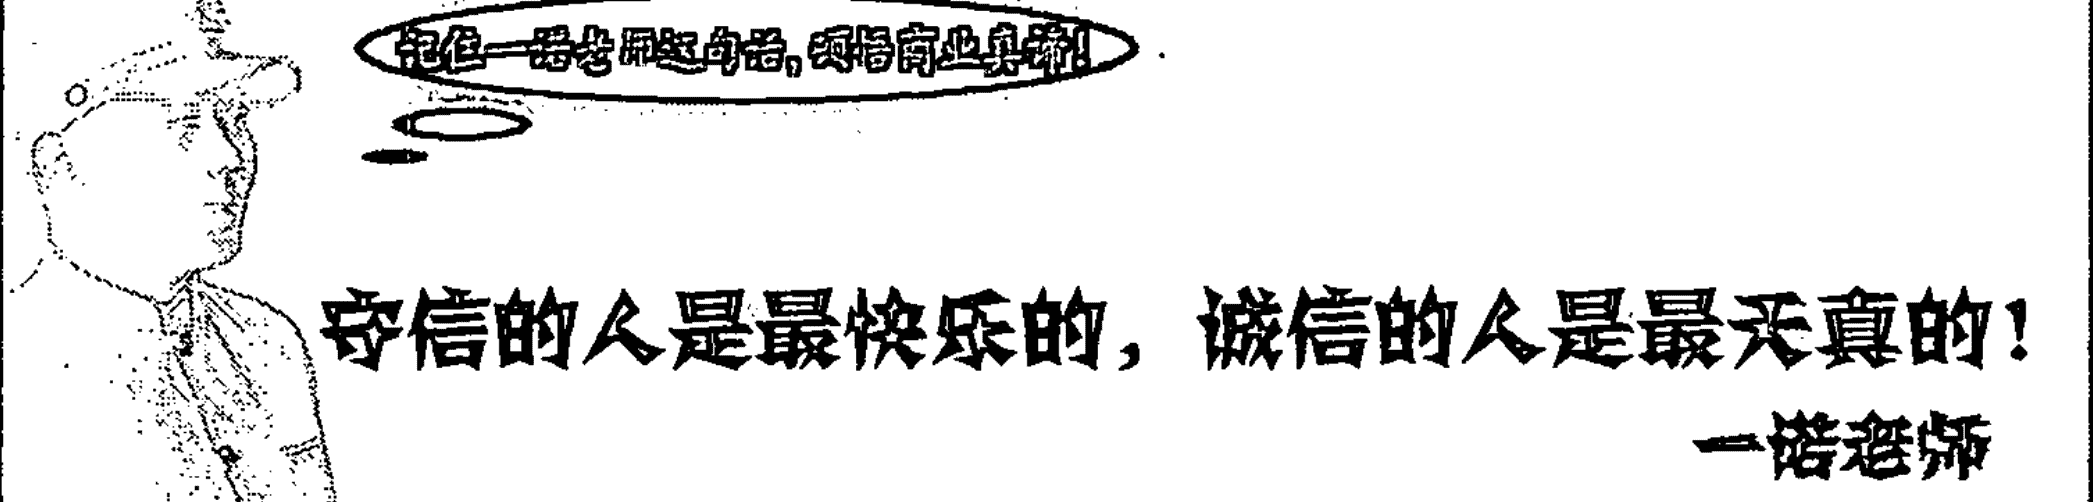 记住一诺老师这句话，领悟商业真谛！
守信的人是最快乐的，诚信的人是最天真的！
一诺老师